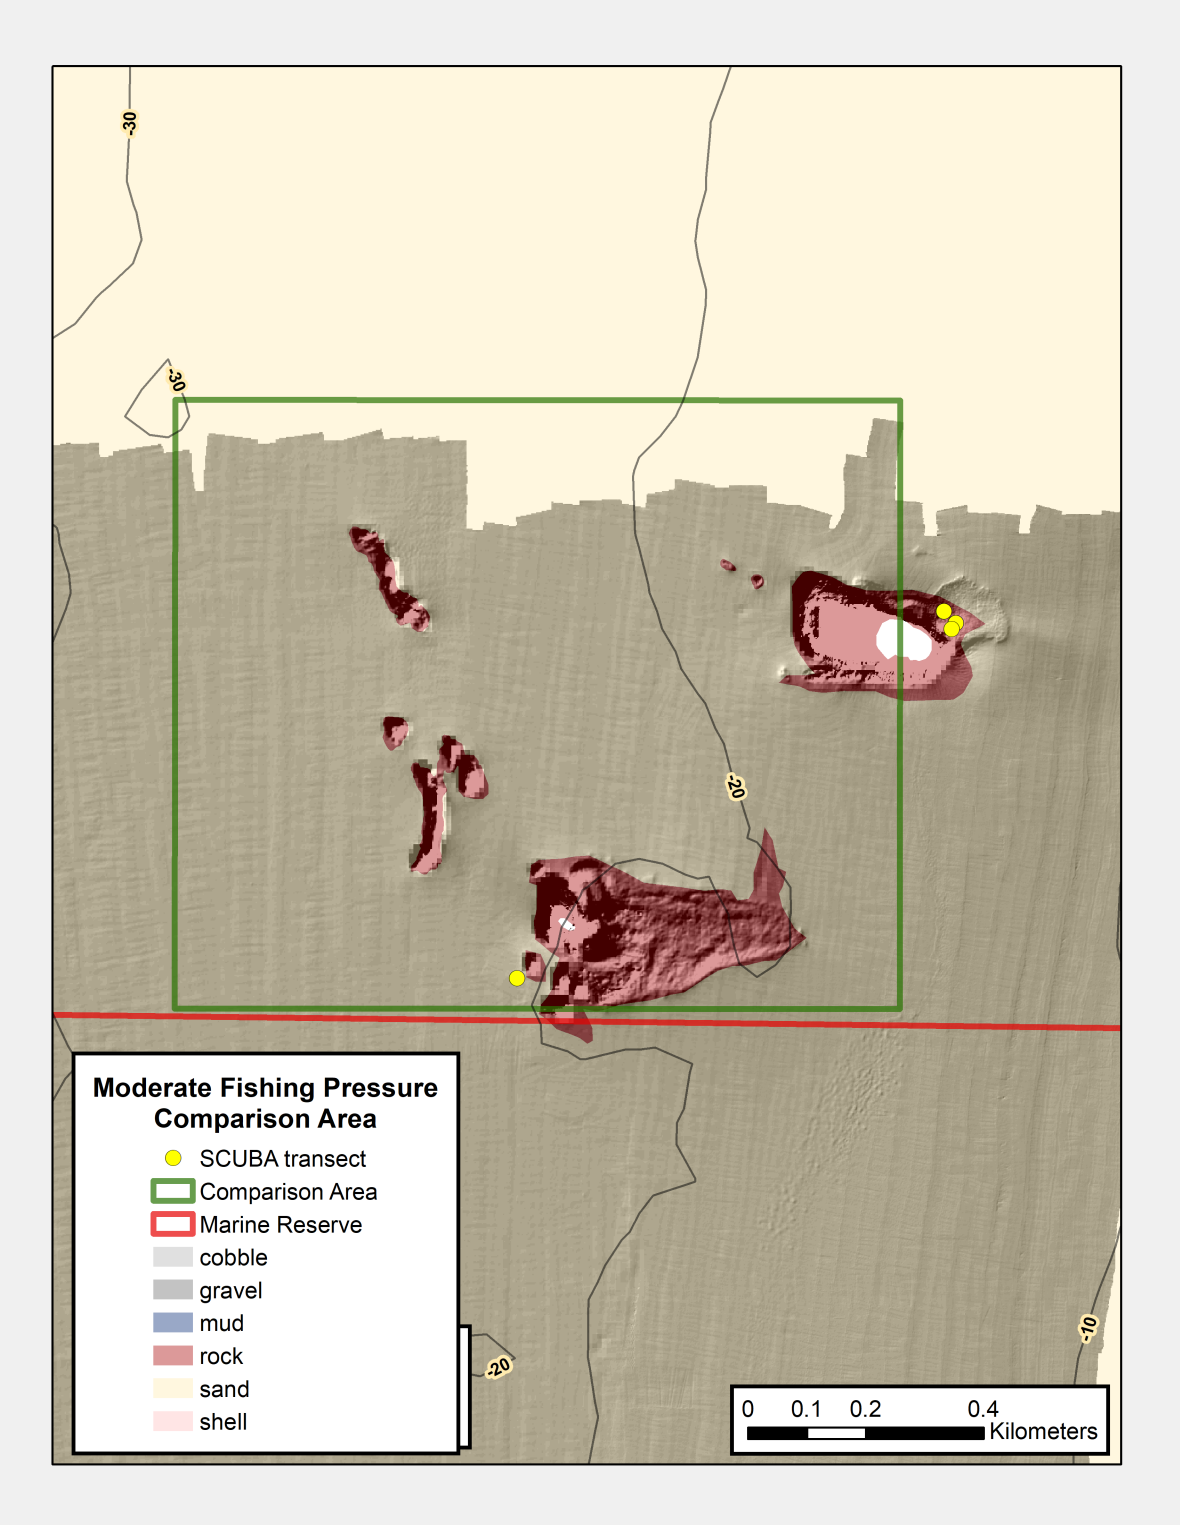 -30
-30
-20
Moderate Fishing Pressure
Comparison Area
SCUBA transect
Comparison Area
Marine Reserve
cobble
gravel
mud
rock
sand
shell
-20
-10
0 0.1 0.2 0.4
Kilometers